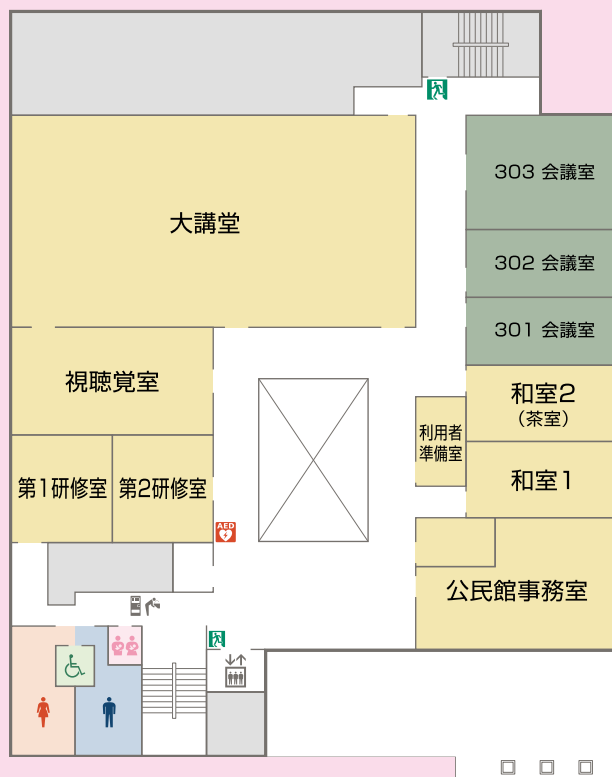 303 会議室
大講堂
302 会議室
301 会議室
視聴覚室
和室2
（茶室）
利用者
準備室
第1研修室
第2研修室
和室1
AED
公民館事務室